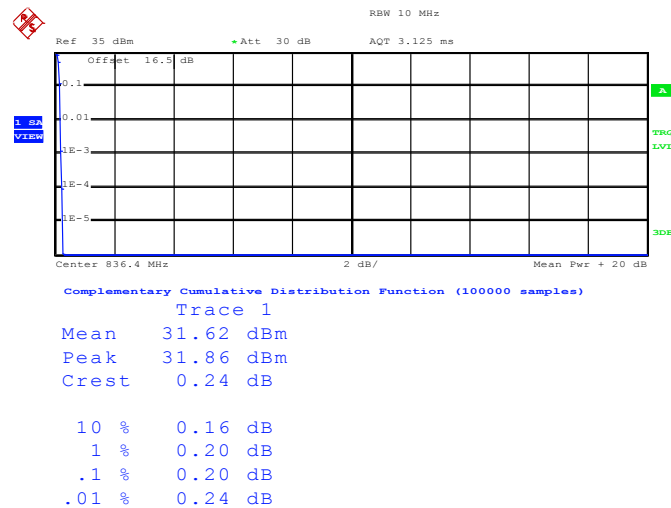 RBW 10 MHz
Ref 35 dBm *Att 30 dB AQT 3.125 ms
Offset 16.5 dB
0.1
A
0.01
1 SA
VIEW
TRG
LVL
1E-3
1E-4
1E-5
3DB
Center 836.4 MHz 2 dB/ Mean Pwr + 20 dB
Complementary Cumulative Distribution Function (100000 samples)
Trace 1
Mean 31.62 dBm
Peak 31.86 dBm
Crest 0.24 dB
10 % 0.16 dB
1 % 0.20 dB
.1 % 0.20 dB
.01 % 0.24 dB